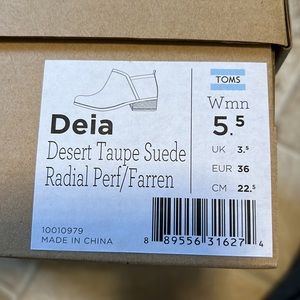 TOMS
Wmn
Deia
5.5
Desert Taupe Suede
Radial Perf/Farren
UK 3.5
EUR 36
CM 22.5
10010979
MADE IN CHINA
8 89556 31627 4